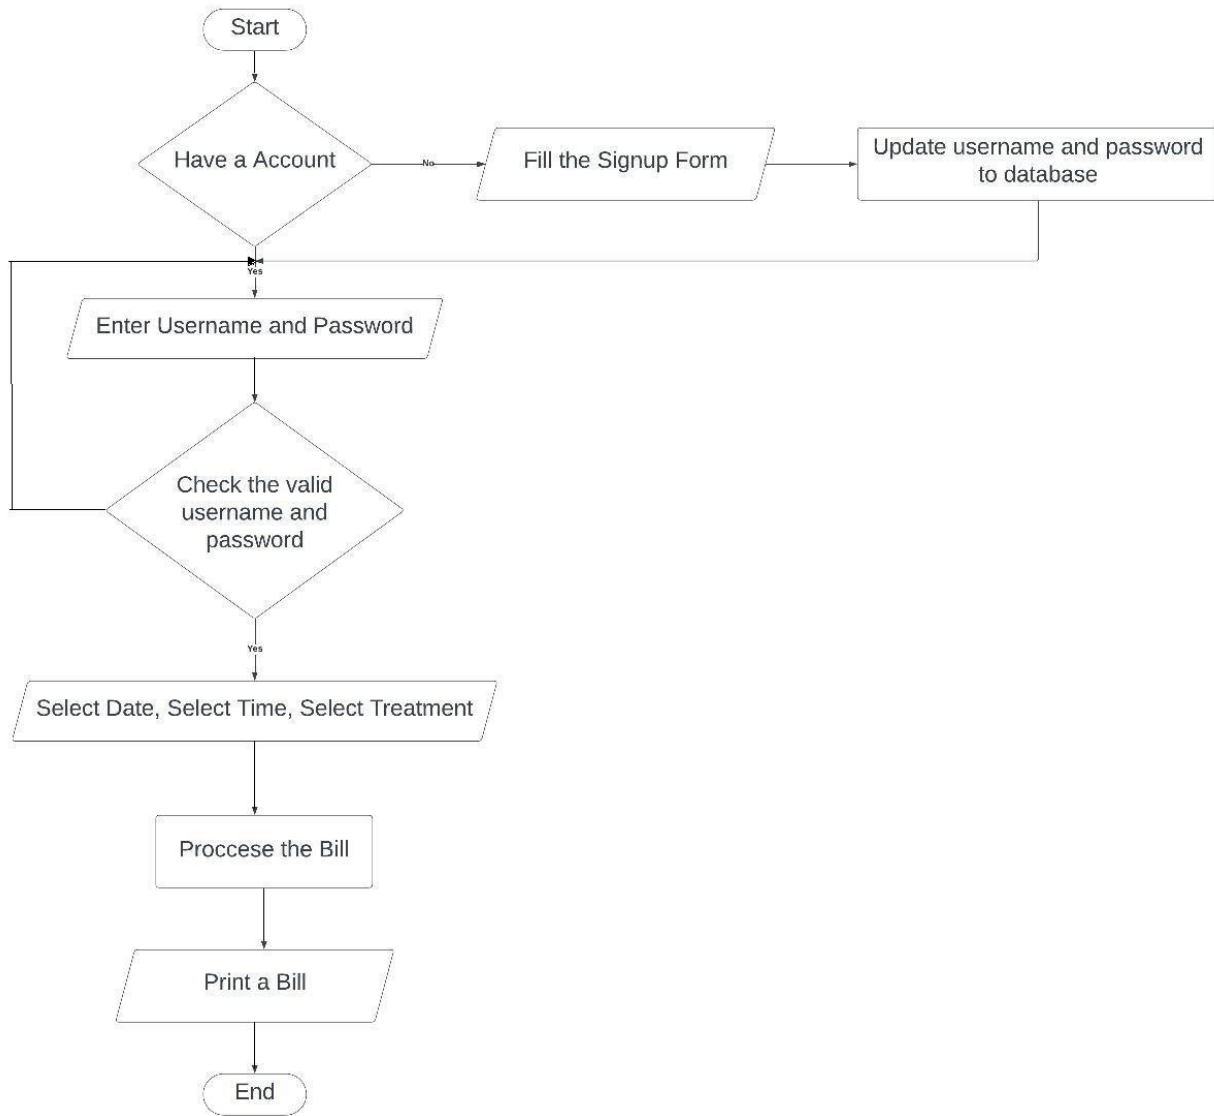 Start
Have a Account
No
Fill the Signup Form
Update username and password
to database
Yes
Enter Username and Password
Check the valid
username and
password
Yes
Select Date, Select Time, Select Treatment
Proccese the Bill
Print a Bill
End